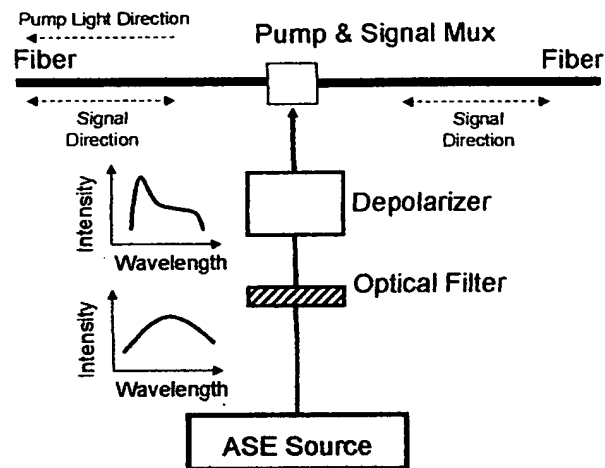 Pump Light Direction
Pump & Signal Mux
Fiber
Fiber
Signal
Direction
Signal
Direction
Intensity
Wavelength
Depolarizer
Optical Filter
Intensity
Wavelength
ASE Source